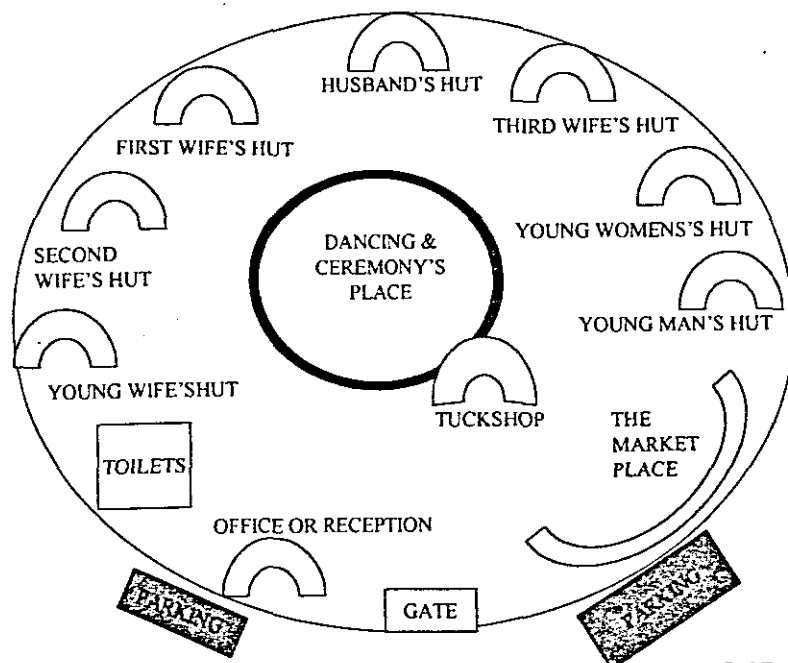 HUSBAND'S HUT
THIRD WIFE'S HUT
FIRST WIFE'S HUT
YOUNG WOMENS'S HUT
SECOND
WIFE'S HUT
DANCING &
CEREMONY'S
PLACE
YOUNG MAN'S HUT
YOUNG WIFE'SHUT
TUCKSHOP
THE
MARKET
PLACE
TOILETS
OFFICE OR RECEPTION
PARKING
GATE
PARKING